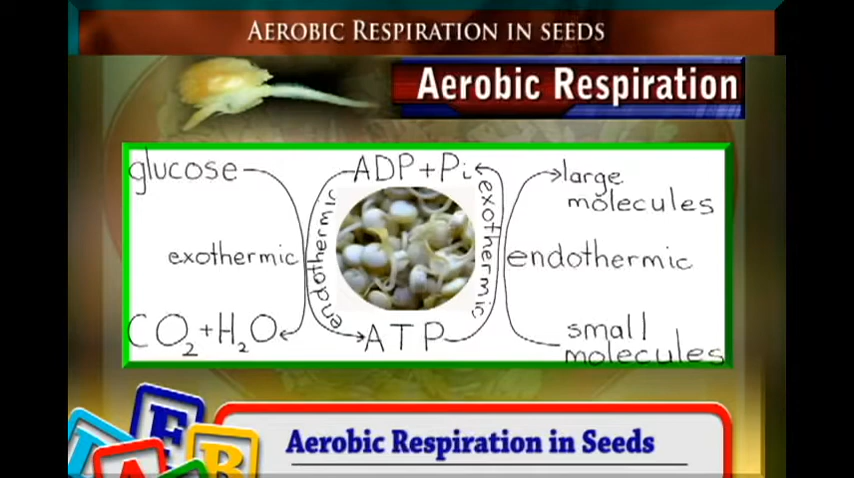 AEROBIC RESPIRATION IN SEEDS
Aerobic Respiration
glucose
ADP+Pi
large
molecules
endothermic
exothermic
exothermic
endothermic
CO2+H2O
ATP
small
molecules
E
A
B
Aerobic Respiration in Seeds